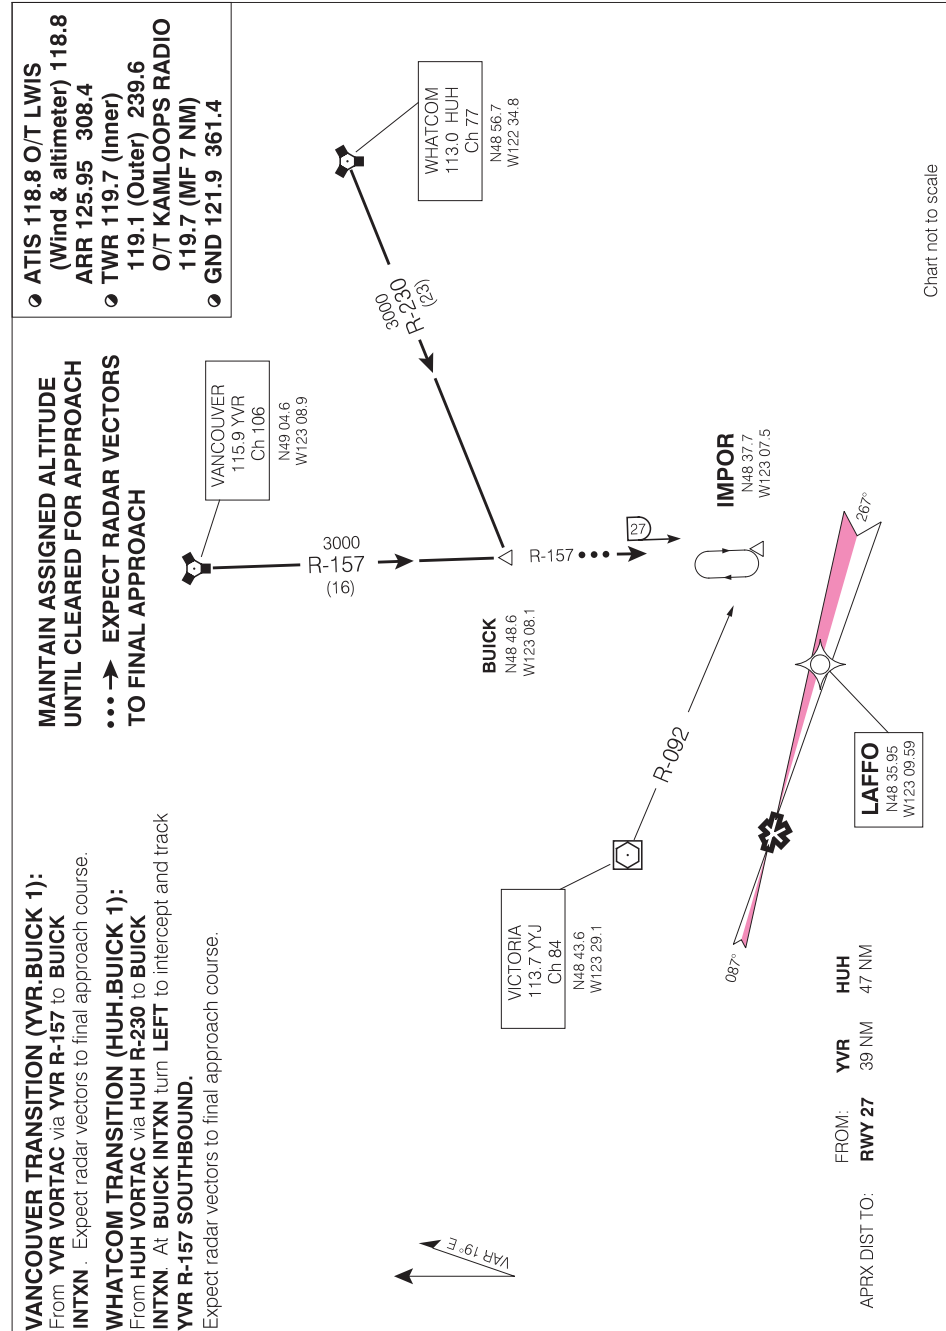 VANCOUVER TRANSITION (YVR.BUICK 1):
From YVR VORTAC via YVR R-157 to BUICK
INTXN. Expect radar vectors to final approach course.
WHATCOM TRANSITION (HUH.BUICK 1):
From HUH VORTAC via HUH R-230 to BUICK
INTXN. At BUICK INTXN turn LEFT to intercept and track
YVR R-157 SOUTHBOUND.
Expect radar vectors to final approach course.
MAINTAIN ASSIGNED ALTITUDE
UNTIL CLEARED FOR APPROACH
EXPECT RADAR VECTORS
TO FINAL APPROACH
ATIS 118.8 O/T LWIS
(Wind & altimeter) 118.8
ARR 125.95 308.4
TWR 119.7 (Inner)
119.1 (Outer) 239.6
O/T KAMLOOPS RADIO
119.7 (MF 7 NM)
GND 121.9 361.4
VANCOUVER
115.9 YVR
Ch 106
N49 04.6
W123 08.9
3000
R-157
(16)
WHATCOM
113.0 HUH
Ch 77
N48 56.7
W122 34.8
3000
R-230
(23)
BUICK
N48 48.6
W123 08.1
R-157
27
IMPOR
N48 37.7
W123 07.5
VICTORIA
113.7 YYJ
Ch 84
N48 43.6
W123 29.1
R-092
087°
267°
LAFFO
N48 35.95
W123 09.59
VAR 19° E
FROM: YVR HUH
APRX DIST TO: RWY 27 39 NM 47 NM
Chart not to scale